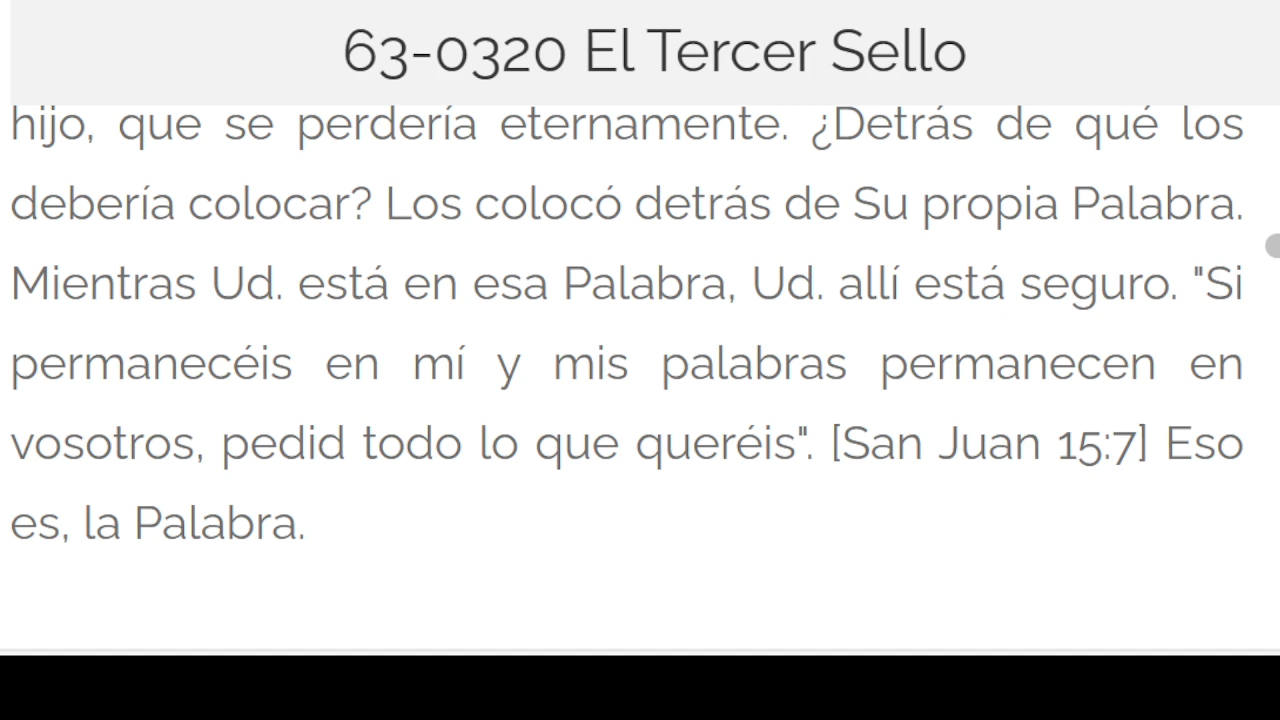 63-0320 El Tercer Sello
hijo, que se perdería eternamente. ¿Detrás de qué los
debería colocar? Los colocó detrás de Su propia Palabra.
Mientras Ud. está en esa Palabra, Ud. allí está seguro. "Si
permanecéis en mí y mis palabras permanecen en
vosotros, pedid todo lo que queréis". [San Juan 15:7] Eso
es, la Palabra.